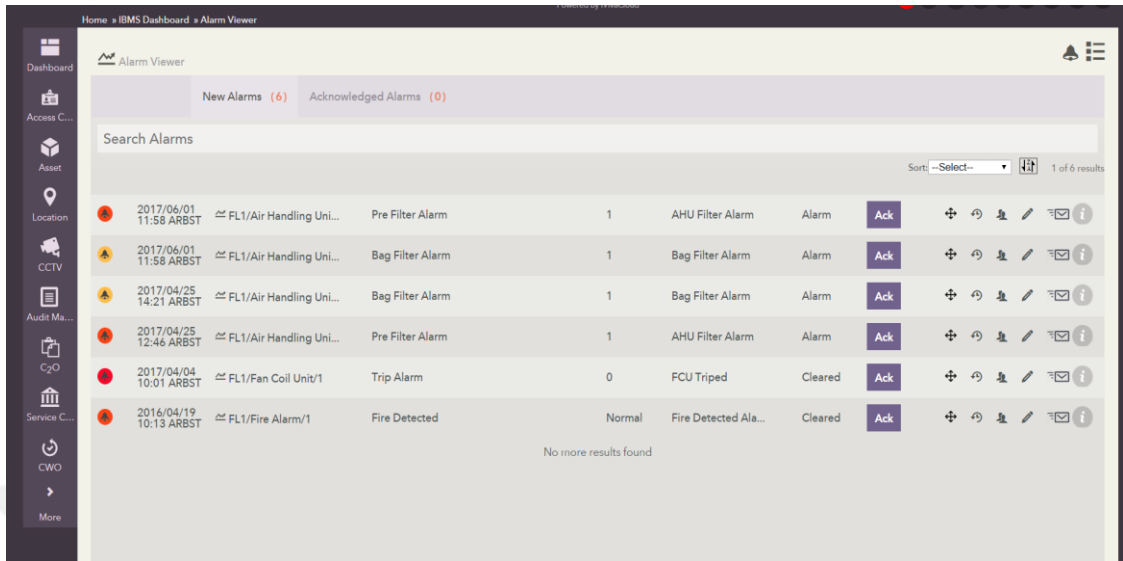 Powered by iVivaCloud
Home » IBMS Dashboard » Alarm Viewer
Dashboard
Access C...
Asset
Location
CCTV
Audit Ma...
C2O
Service C...
CWO
More
Alarm Viewer
New Alarms (6) Acknowledged Alarms (0)
Search Alarms
Sort: --Select-- 1 of 6 results
2017/06/01 11:58 ARBST FL1/Air Handling Uni... Pre Filter Alarm 1 AHU Filter Alarm Alarm Ack
2017/06/01 11:58 ARBST FL1/Air Handling Uni... Bag Filter Alarm 1 Bag Filter Alarm Alarm Ack
2017/04/25 14:21 ARBST FL1/Air Handling Uni... Bag Filter Alarm 1 Bag Filter Alarm Alarm Ack
2017/04/25 12:46 ARBST FL1/Air Handling Uni... Pre Filter Alarm 1 AHU Filter Alarm Alarm Ack
2017/04/04 10:01 ARBST FL1/Fan Coil Unit/1 Trip Alarm 0 FCU Triped Cleared Ack
2016/04/19 10:13 ARBST FL1/Fire Alarm/1 Fire Detected Normal Fire Detected Ala... Cleared Ack
No more results found